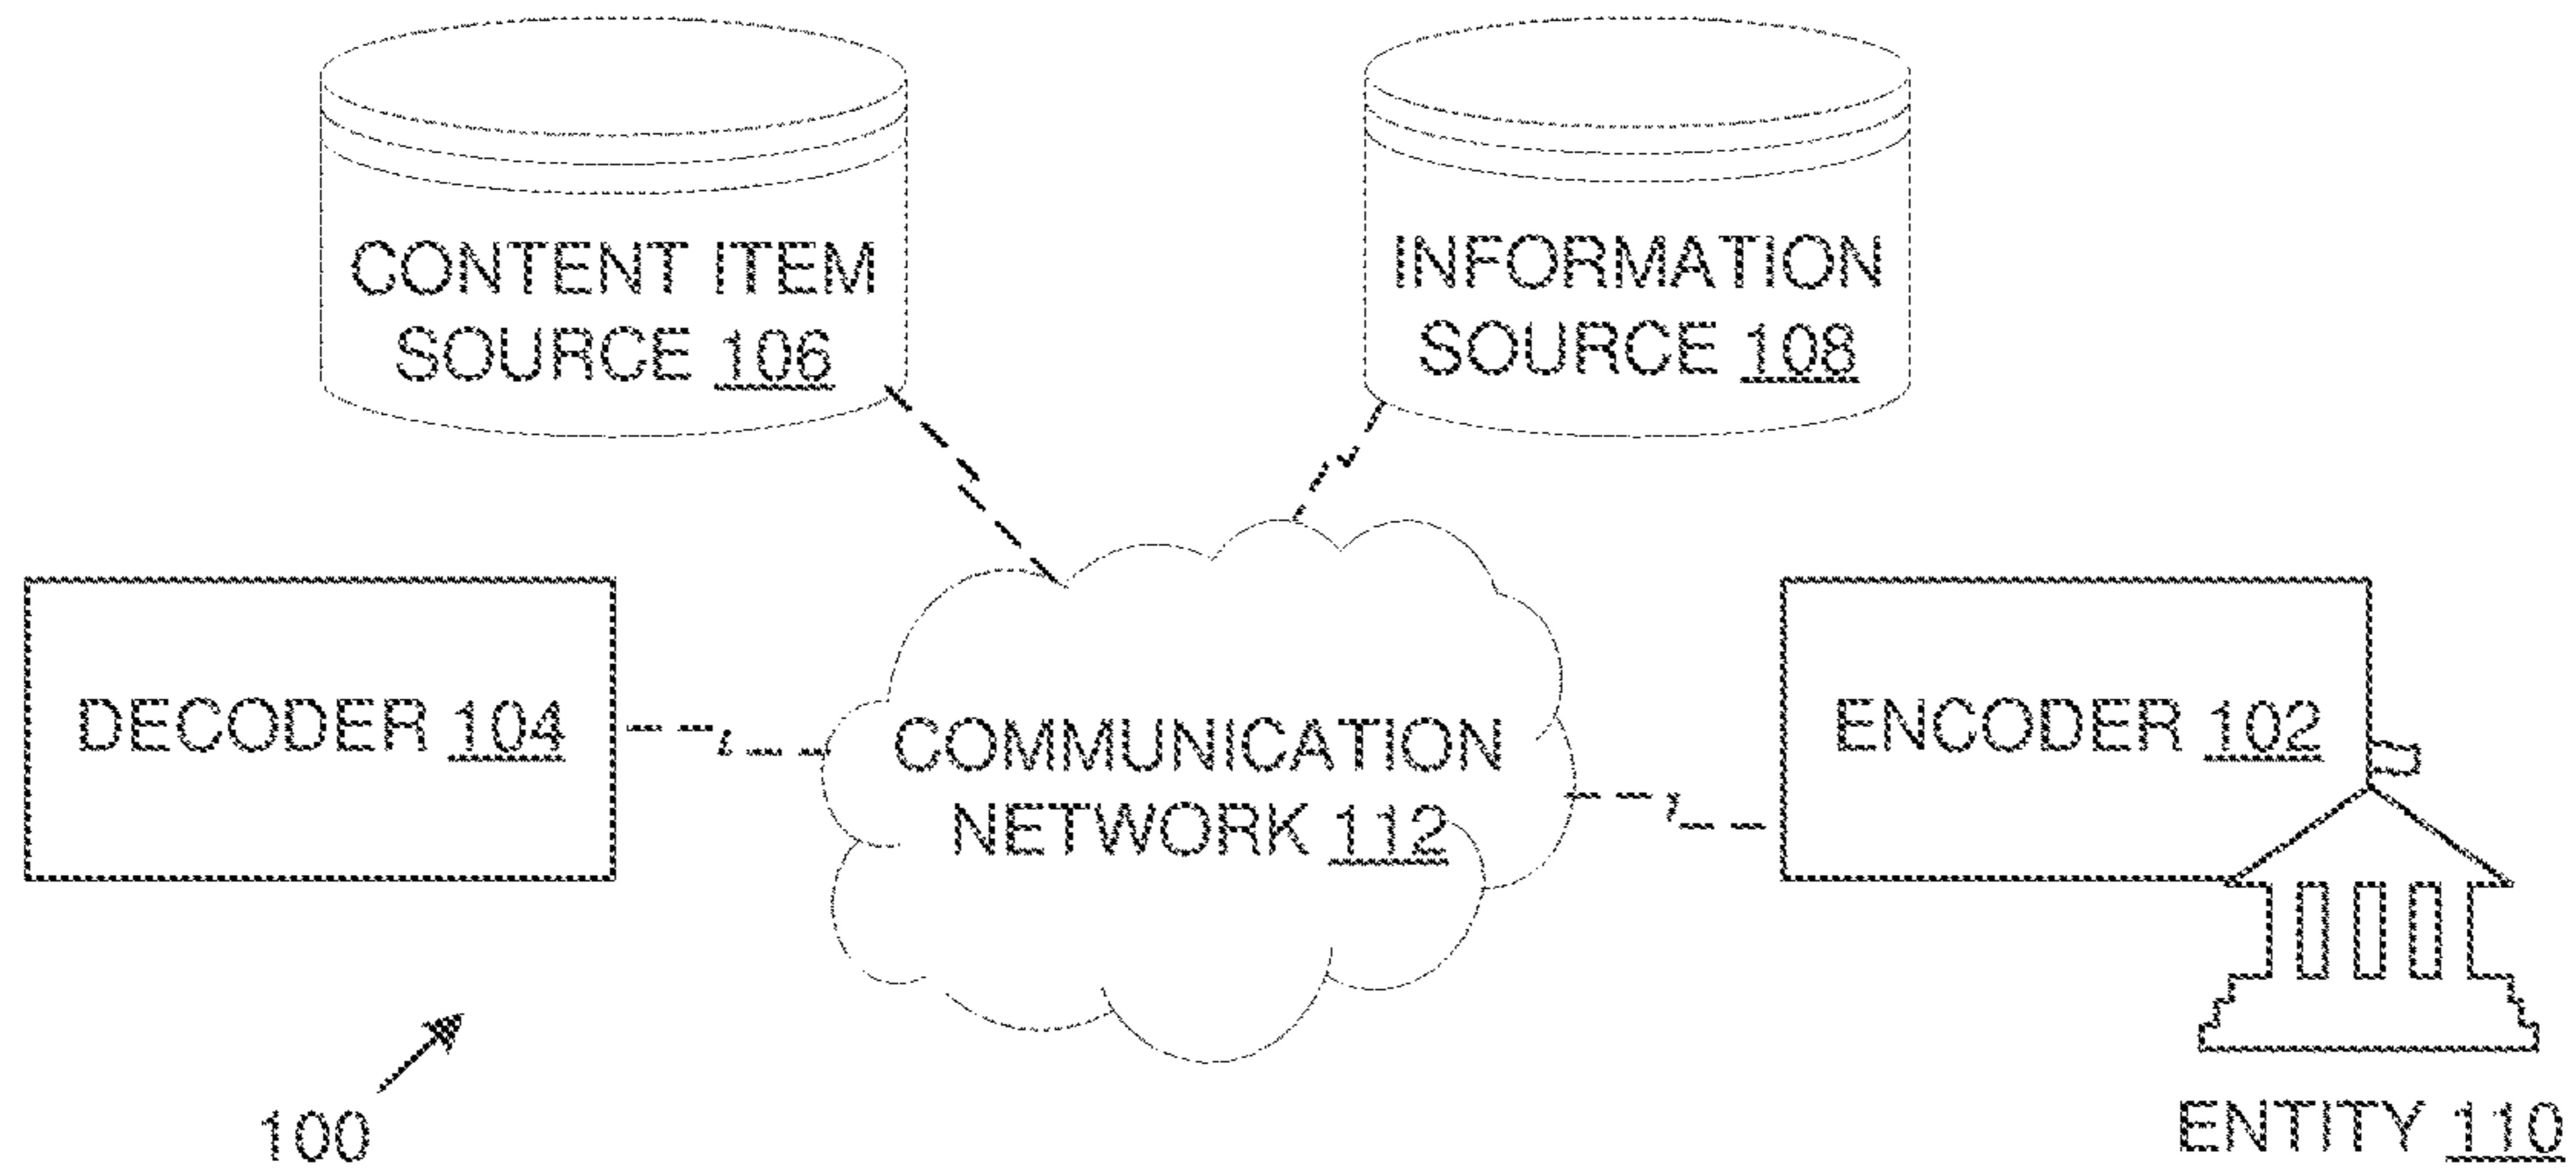 CONTENT ITEM
SOURCE 106
INFORMATION
SOURCE 108
DECODER 104
COMMUNICATION
NETWORK 112
ENCODER 102
100
ENTITY 110